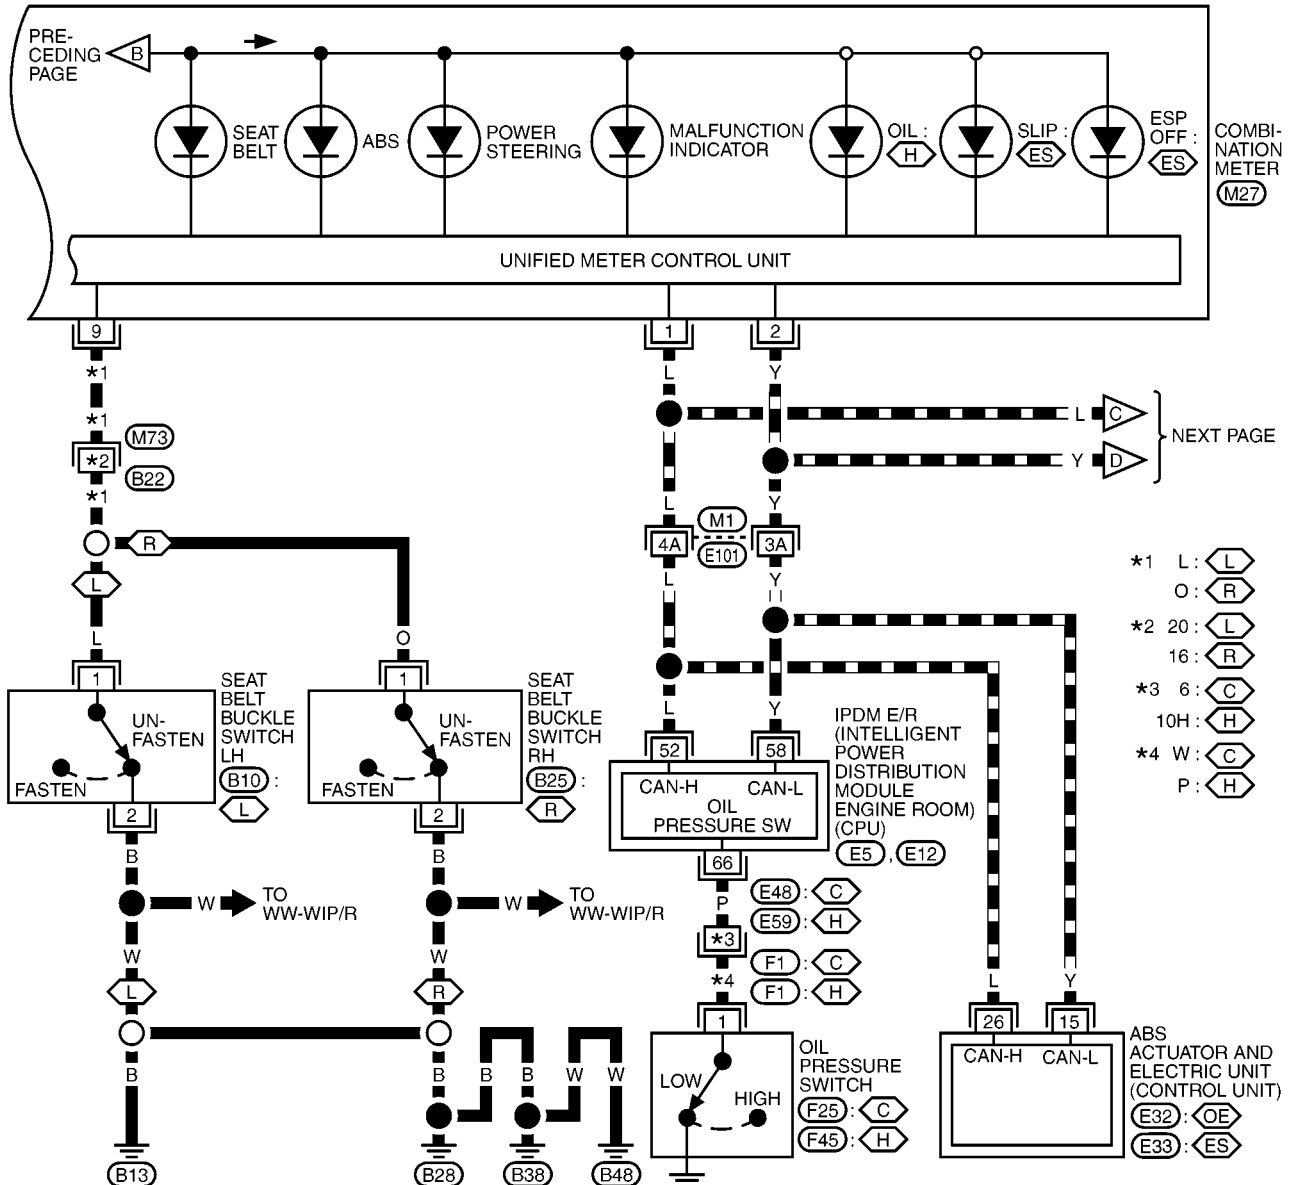 PRE-
CEDING
PAGE
B
SEAT
BELT
ABS
POWER
STEERING
MALFUNCTION
INDICATOR
OIL :
H
SLIP :
ES
ESP
OFF :
ES
COMBI-
NATION
METER
M27
UNIFIED METER CONTROL UNIT
9
1
2
*1
L
Y
*1
L
C
NEXT PAGE
Y
D
M73
*2
B22
*1
L
Y
M1
4A
3A
E101
R
L
L
Y
*1 L : L
O : R
*2 20 : L
16 : R
*3 6 : C
10H : H
*4 W : C
P : H
L
O
1
1
UN-
FASTEN
FASTEN
SEAT
BELT
BUCKLE
SWITCH
LH
B10 :
L
UN-
FASTEN
FASTEN
SEAT
BELT
BUCKLE
SWITCH
RH
B25 :
R
2
2
L
Y
52
58
CAN-H
CAN-L
OIL
PRESSURE SW
IPDM E/R
(INTELLIGENT
POWER
DISTRIBUTION
MODULE
ENGINE ROOM)
(CPU)
E5 , E12
66
B
B
W
TO
WW-WIP/R
W
TO
WW-WIP/R
W
W
L
R
B
B
B
B
W
W
B13
B28
B38
B48
P
E48 : C
E59 : H
*3
F1 : C
F1 : H
*4
1
LOW
HIGH
OIL
PRESSURE
SWITCH
F25 : C
F45 : H
L
Y
26
15
CAN-H
CAN-L
ABS
ACTUATOR AND
ELECTRIC UNIT
(CONTROL UNIT)
E32 : OE
E33 : ES